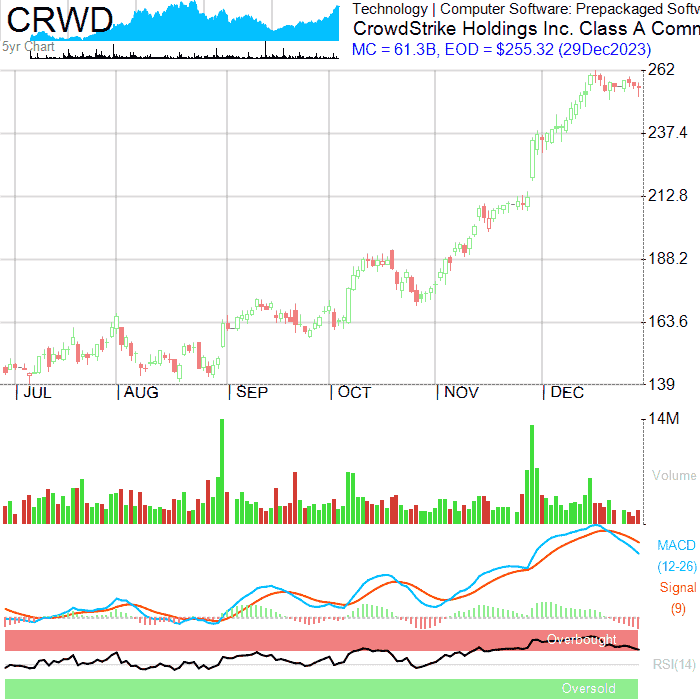 CRWD
5yr Chart
Technology | Computer Software: Prepackaged Softw
CrowdStrike Holdings Inc. Class A Comm
MC = 61.3B, EOD = $255.32 (29Dec2023)
262
237.4
212.8
188.2
163.6
139
JUL AUG SEP OCT NOV DEC
14M
Volume
MACD
(12-26)
Signal
(9)
Overbought
RSI(14)
Oversold